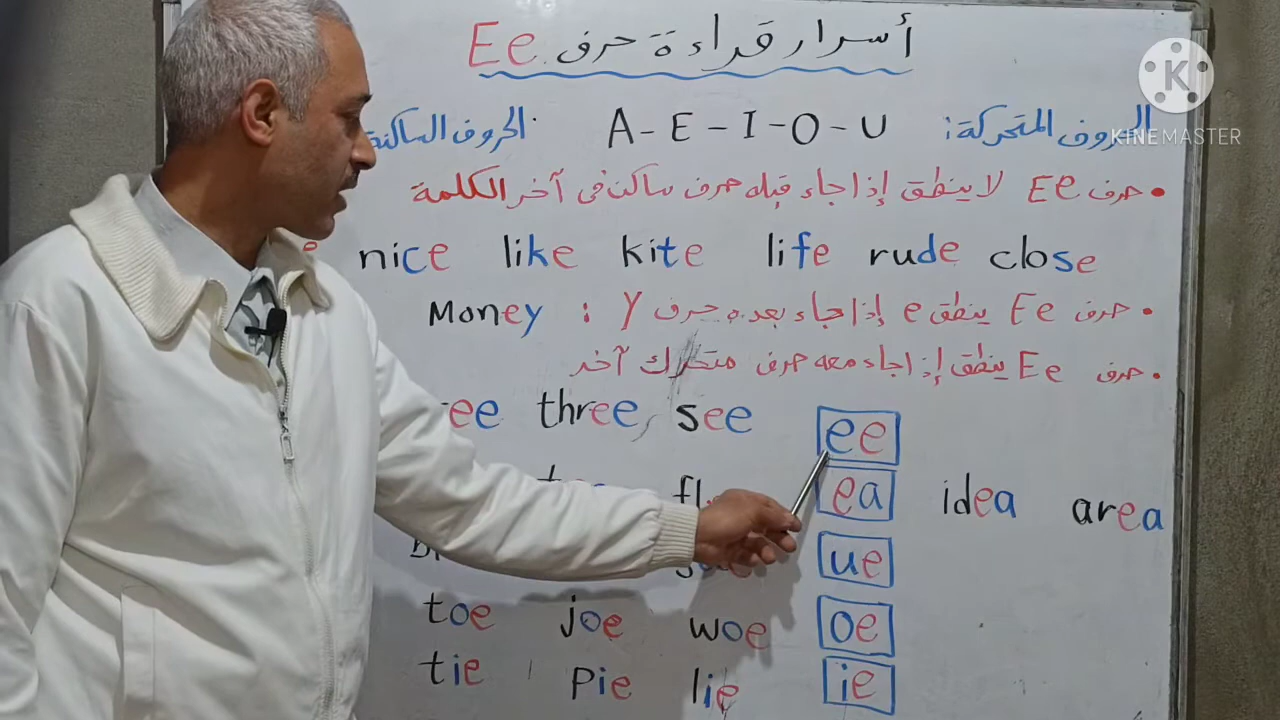 أسرار قراءة حرف Ee
الحروف المتحركة: A - E - I - O - U الحروف الساكنة
• حرف Ee لا ينطق إذا جاء قبله حرف ساكن في آخر الكلمة
nice like kite life rude close
• حرف Ee ينطق e إذا جاء بعده حرف y : Money
• حرف Ee ينطق إذا جاء معه حرف متحرك آخر
three see ee
ea idea area
ue
toe joe woe oe
tie Pie lie ie
K
KINEMASTER